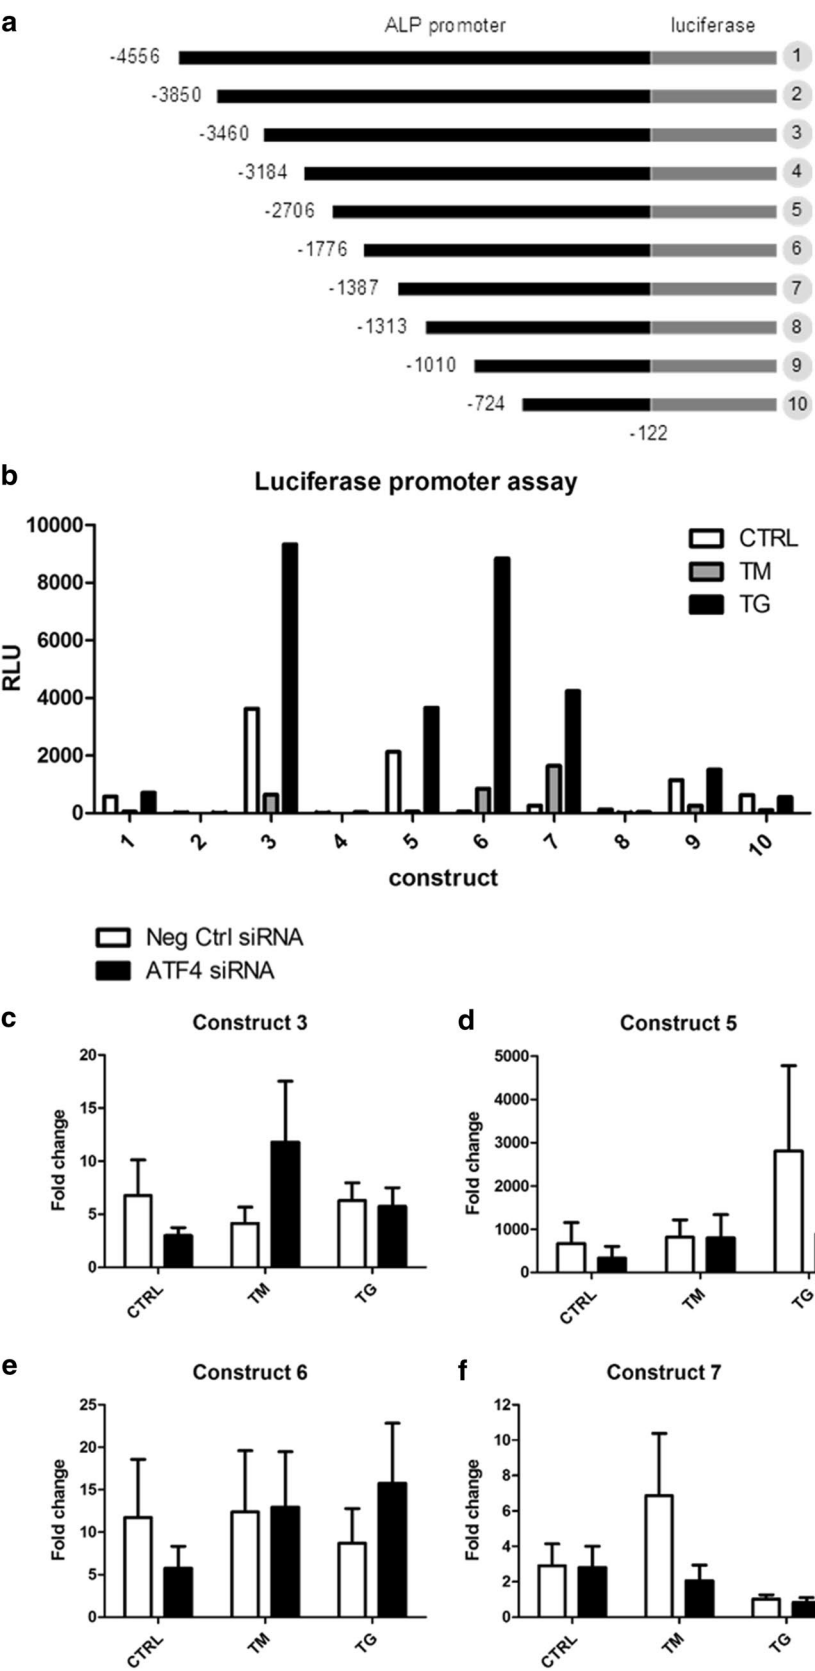 a
ALP promoter luciferase
-4556 1
-3850 2
-3460 3
-3184 4
-2706 5
-1776 6
-1387 7
-1313 8
-1010 9
-724 10
-122
b
Luciferase promoter assay
10000
8000
6000
4000
2000
0
RLU
CTRL
TM
TG
1 2 3 4 5 6 7 8 9 10
construct
Neg Ctrl siRNA
ATF4 siRNA
c
Construct 3
20
15
10
5
0
Fold change
CTRL TM TG
d
Construct 5
5000
4000
3000
2000
1000
0
Fold change
CTRL TM TG
e
Construct 6
25
20
15
10
5
0
Fold change
CTRL TM TG
f
Construct 7
12
10
8
6
4
2
0
Fold change
CTRL TM TG